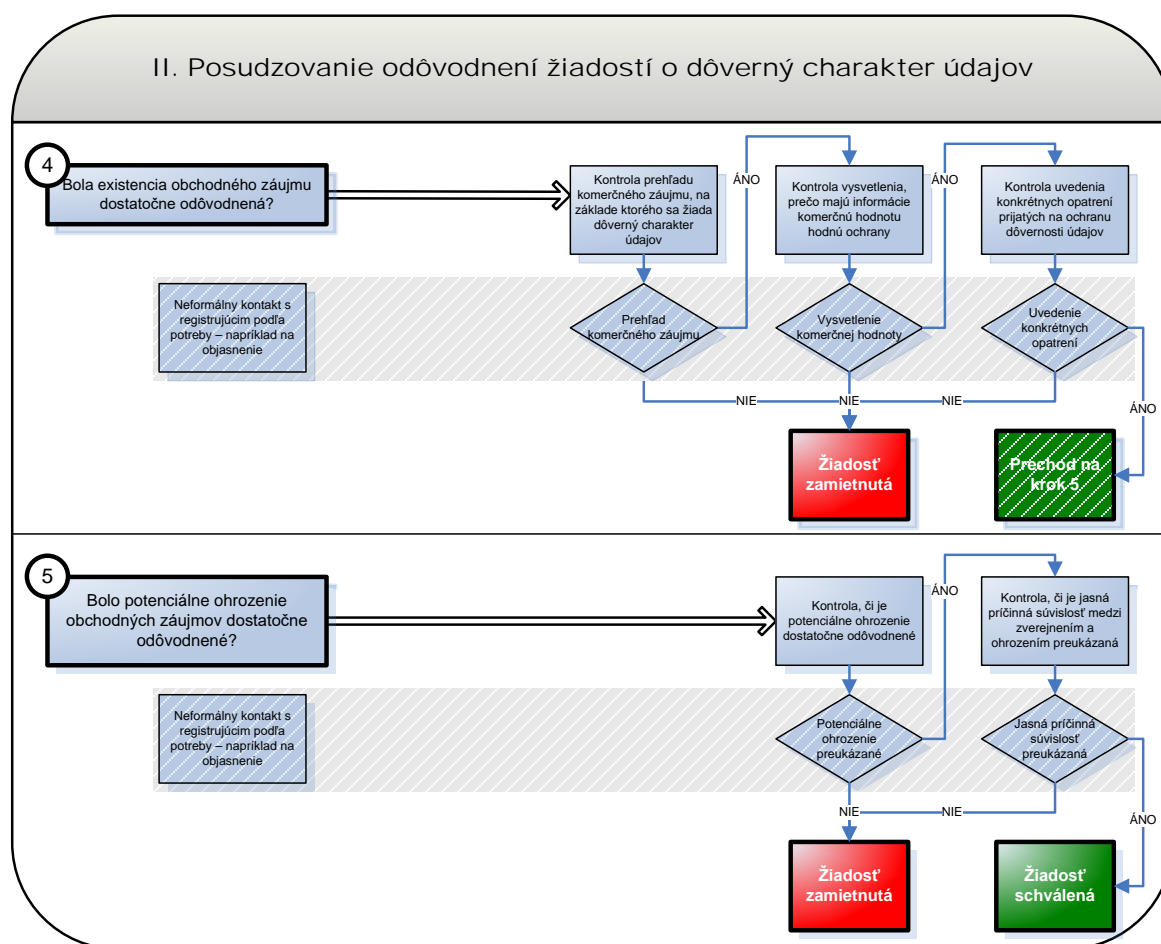 II. Posudzovanie odôvodnení žiadostí o dôverný charakter údajov
4
Bola existencia obchodného záujmu
dostatočne odôvodnená?
Kontrola prehľadu
komerčného záujmu, na
základe ktorého sa žiada
dôverný charakter
údajov
ÁNO
Kontrola vysvetlenia,
prečo majú informácie
komerčnú hodnotu
hodnú ochrany
ÁNO
Kontrola uvedenia
konkrétnych opatrení
prijatých na ochranu
dôvernosti údajov
Neformálny kontakt s
registrujúcim podľa
potreby – napríklad na
objasnenie
Prehľad
komerčného záujmu
Vysvetlenie
komerčnej hodnoty
Uvedenie
konkrétnych
opatrení
NIE
NIE
NIE
ÁNO
Žiadosť
zamietnutá
Prechod na
krok 5
5
Bolo potenciálne ohrozenie
obchodných záujmov dostatočne
odôvodnené?
Kontrola, či je
potenciálne ohrozenie
dostatočne odôvodnené
ÁNO
Kontrola, či je jasná
príčinná súvislosť medzi
zverejnením a
ohrozením preukázaná
Neformálny kontakt s
registrujúcim podľa
potreby – napríklad na
objasnenie
Potenciálne
ohrozenie
preukázané
Jasná príčinná
súvislosť
preukázaná
NIE
NIE
ÁNO
Žiadosť
zamietnutá
Žiadosť
schválená